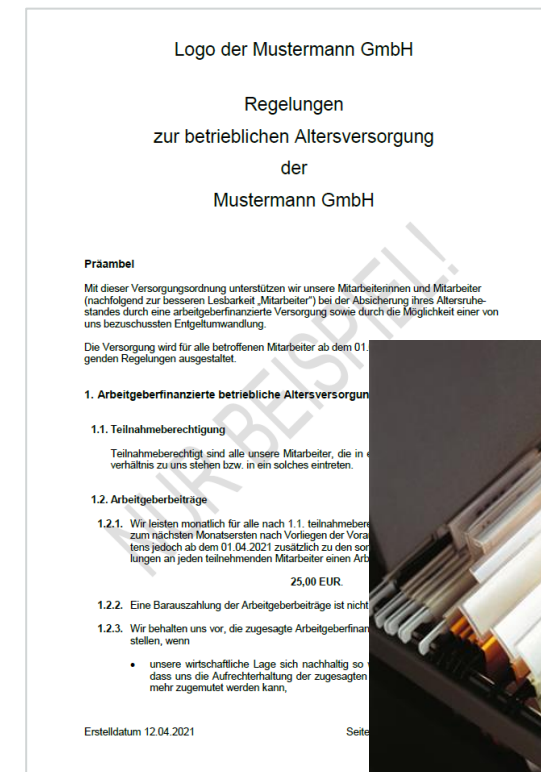 Logo der Mustermann GmbH
Regelungen
zur betrieblichen Altersversorgung
der
Mustermann GmbH
Präambel
Mit dieser Versorgungsordnung unterstützen wir unsere Mitarbeiterinnen und Mitarbeiter
(nachfolgend zur besseren Lesbarkeit „Mitarbeiter") bei der Absicherung ihres Altersruhe-
standes durch eine arbeitgeberfinanzierte Versorgung sowie durch die Möglichkeit einer von
uns bezuschussten Entgeltumwandlung.
Die Versorgung wird für alle betroffenen Mitarbeiter ab dem 01.
genden Regelungen ausgestaltet.
1. Arbeitgeberfinanzierte betriebliche Altersversorgun
1.1. Teilnahmeberechtigung
Teilnahmeberechtigt sind alle unsere Mitarbeiter, die in e
verhältnis zu uns stehen bzw. in ein solches eintreten.
1.2. Arbeitgeberbeiträge
1.2.1. Wir leisten monatlich für alle nach 1.1. teilnahmebere
zum nächsten Monatsersten nach Vorliegen der Vora
tens jedoch ab dem 01.04.2021 zusätzlich zu den son
lungen an jeden teilnehmenden Mitarbeiter einen Arb
25,00 EUR.
1.2.2. Eine Barauszahlung der Arbeitgeberbeiträge ist nicht
1.2.3. Wir behalten uns vor, die zugesagte Arbeitgeberfinan
stellen, wenn
• unsere wirtschaftliche Lage sich nachhaltig so
dass uns die Aufrechterhaltung der zugesagten
mehr zugemutet werden kann,
Erstelldatum 12.04.2021 Seite
NUR BEISPIEL!